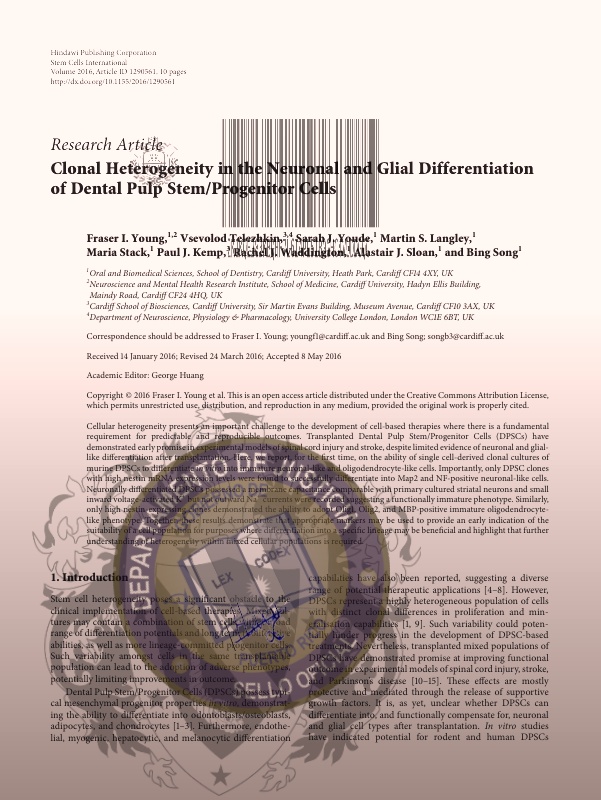 Hindawi Publishing Corporation
Stem Cells International
Volume 2016, Article ID 1290561, 10 pages
http://dx.doi.org/10.1155/2016/1290561
Research Article
Clonal Heterogeneity in the Neuronal and Glial Differentiation
of Dental Pulp Stem/Progenitor Cells
Fraser I. Young,1,2 Vsevolod Telezhkin,3,4 Sarah J. Youde,1 Martin S. Langley,1
Maria Stack,1 Paul J. Kemp,3 Rachel J. Waddington,1 Alastair J. Sloan,1 and Bing Song1
1Oral and Biomedical Sciences, School of Dentistry, Cardiff University, Heath Park, Cardiff CF14 4XY, UK
2Neuroscience and Mental Health Research Institute, School of Medicine, Cardiff University, Hadyn Ellis Building,
Maindy Road, Cardiff CF24 4HQ, UK
3Cardiff School of Biosciences, Cardiff University, Sir Martin Evans Building, Museum Avenue, Cardiff CF10 3AX, UK
4Department of Neuroscience, Physiology & Pharmacology, University College London, London WC1E 6BT, UK
Correspondence should be addressed to Fraser I. Young; youngfi@cardiff.ac.uk and Bing Song; songb3@cardiff.ac.uk
Received 14 January 2016; Revised 24 March 2016; Accepted 8 May 2016
Academic Editor: George Huang
Copyright © 2016 Fraser I. Young et al. This is an open access article distributed under the Creative Commons Attribution License,
which permits unrestricted use, distribution, and reproduction in any medium, provided the original work is properly cited.
Cellular heterogeneity presents an important challenge to the development of cell-based therapies where there is a fundamental
requirement for predictable and reproducible outcomes. Transplanted Dental Pulp Stem/Progenitor Cells (DPSCs) have
demonstrated early promise in experimental models of spinal cord injury and stroke, despite limited evidence of neuronal and glial-
like differentiation after transplantation. Here, we report, for the first time, on the ability of single cell-derived clonal cultures of
murine DPSCs to differentiate in vitro into immature neuronal-like and oligodendrocyte-like cells. Importantly, only DPSC clones
with high nestin mRNA expression levels were found to successfully differentiate into Map2 and NF-positive neuronal-like cells.
Neuronally differentiated DPSCs possessed a membrane capacitance comparable with primary cultured striatal neurons and small
inward voltage-activated K+ but not outward Na+ currents were recorded suggesting a functionally immature phenotype. Similarly,
only high nestin-expressing clones demonstrated the ability to adopt Olig1, Olig2, and MBP-positive immature oligodendrocyte-
like phenotype. Together, these results demonstrate that appropriate markers may be used to provide an early indication of the
suitability of a cell population for purposes where differentiation into a specific lineage may be beneficial and highlight that further
understanding of heterogeneity within mixed cellular populations is required.
LEX
CODEX
1. Introduction
Stem cell heterogeneity poses a significant obstacle to the
clinical implementation of cell-based therapies. Mixed cul-
tures may contain a combination of stem cells with a broad
range of differentiation potentials and long
abilities, as well as more lineage-committed progenitor cells.
Such variability amongst cells in the same transplanted
population can lead to the adoption of adverse phenotypes,
potentially limiting improvements in outcome.
Dental Pulp Stem/Progenitor Cells (DPSCs) possess typi-
cal mesenchymal progenitor properties in vitro, demonstrat-
ing the ability to differentiate into odontoblasts/osteoblasts,
adipocytes, and chondrocytes [1–3]. Furthermore, endothe-
lial, myogenic, hepatocytic, and melanocytic differentiation
capabilities have also been reported, suggesting a diverse
range of potential therapeutic applications [4–8]. However,
DPSCs represent a highly heterogeneous population of cells
with distinct clonal differences in proliferation and min-
eralisation capabilities [1, 9]. Such variability could poten-
tially hinder progress in the development of DPSC-based
treatments. Nevertheless, transplanted mixed populations of
DPSCs have demonstrated promise at improving functional
outcome in experimental models of spinal cord injury, stroke,
and Parkinson's disease [10–15]. These effects are mostly
protective and mediated through the release of supportive
growth factors. It is, as yet, unclear whether DPSCs can
differentiate into, and functionally compensate for, neuronal
and glial cell types after transplantation. In vitro studies
have indicated potential for rodent and human DPSCs